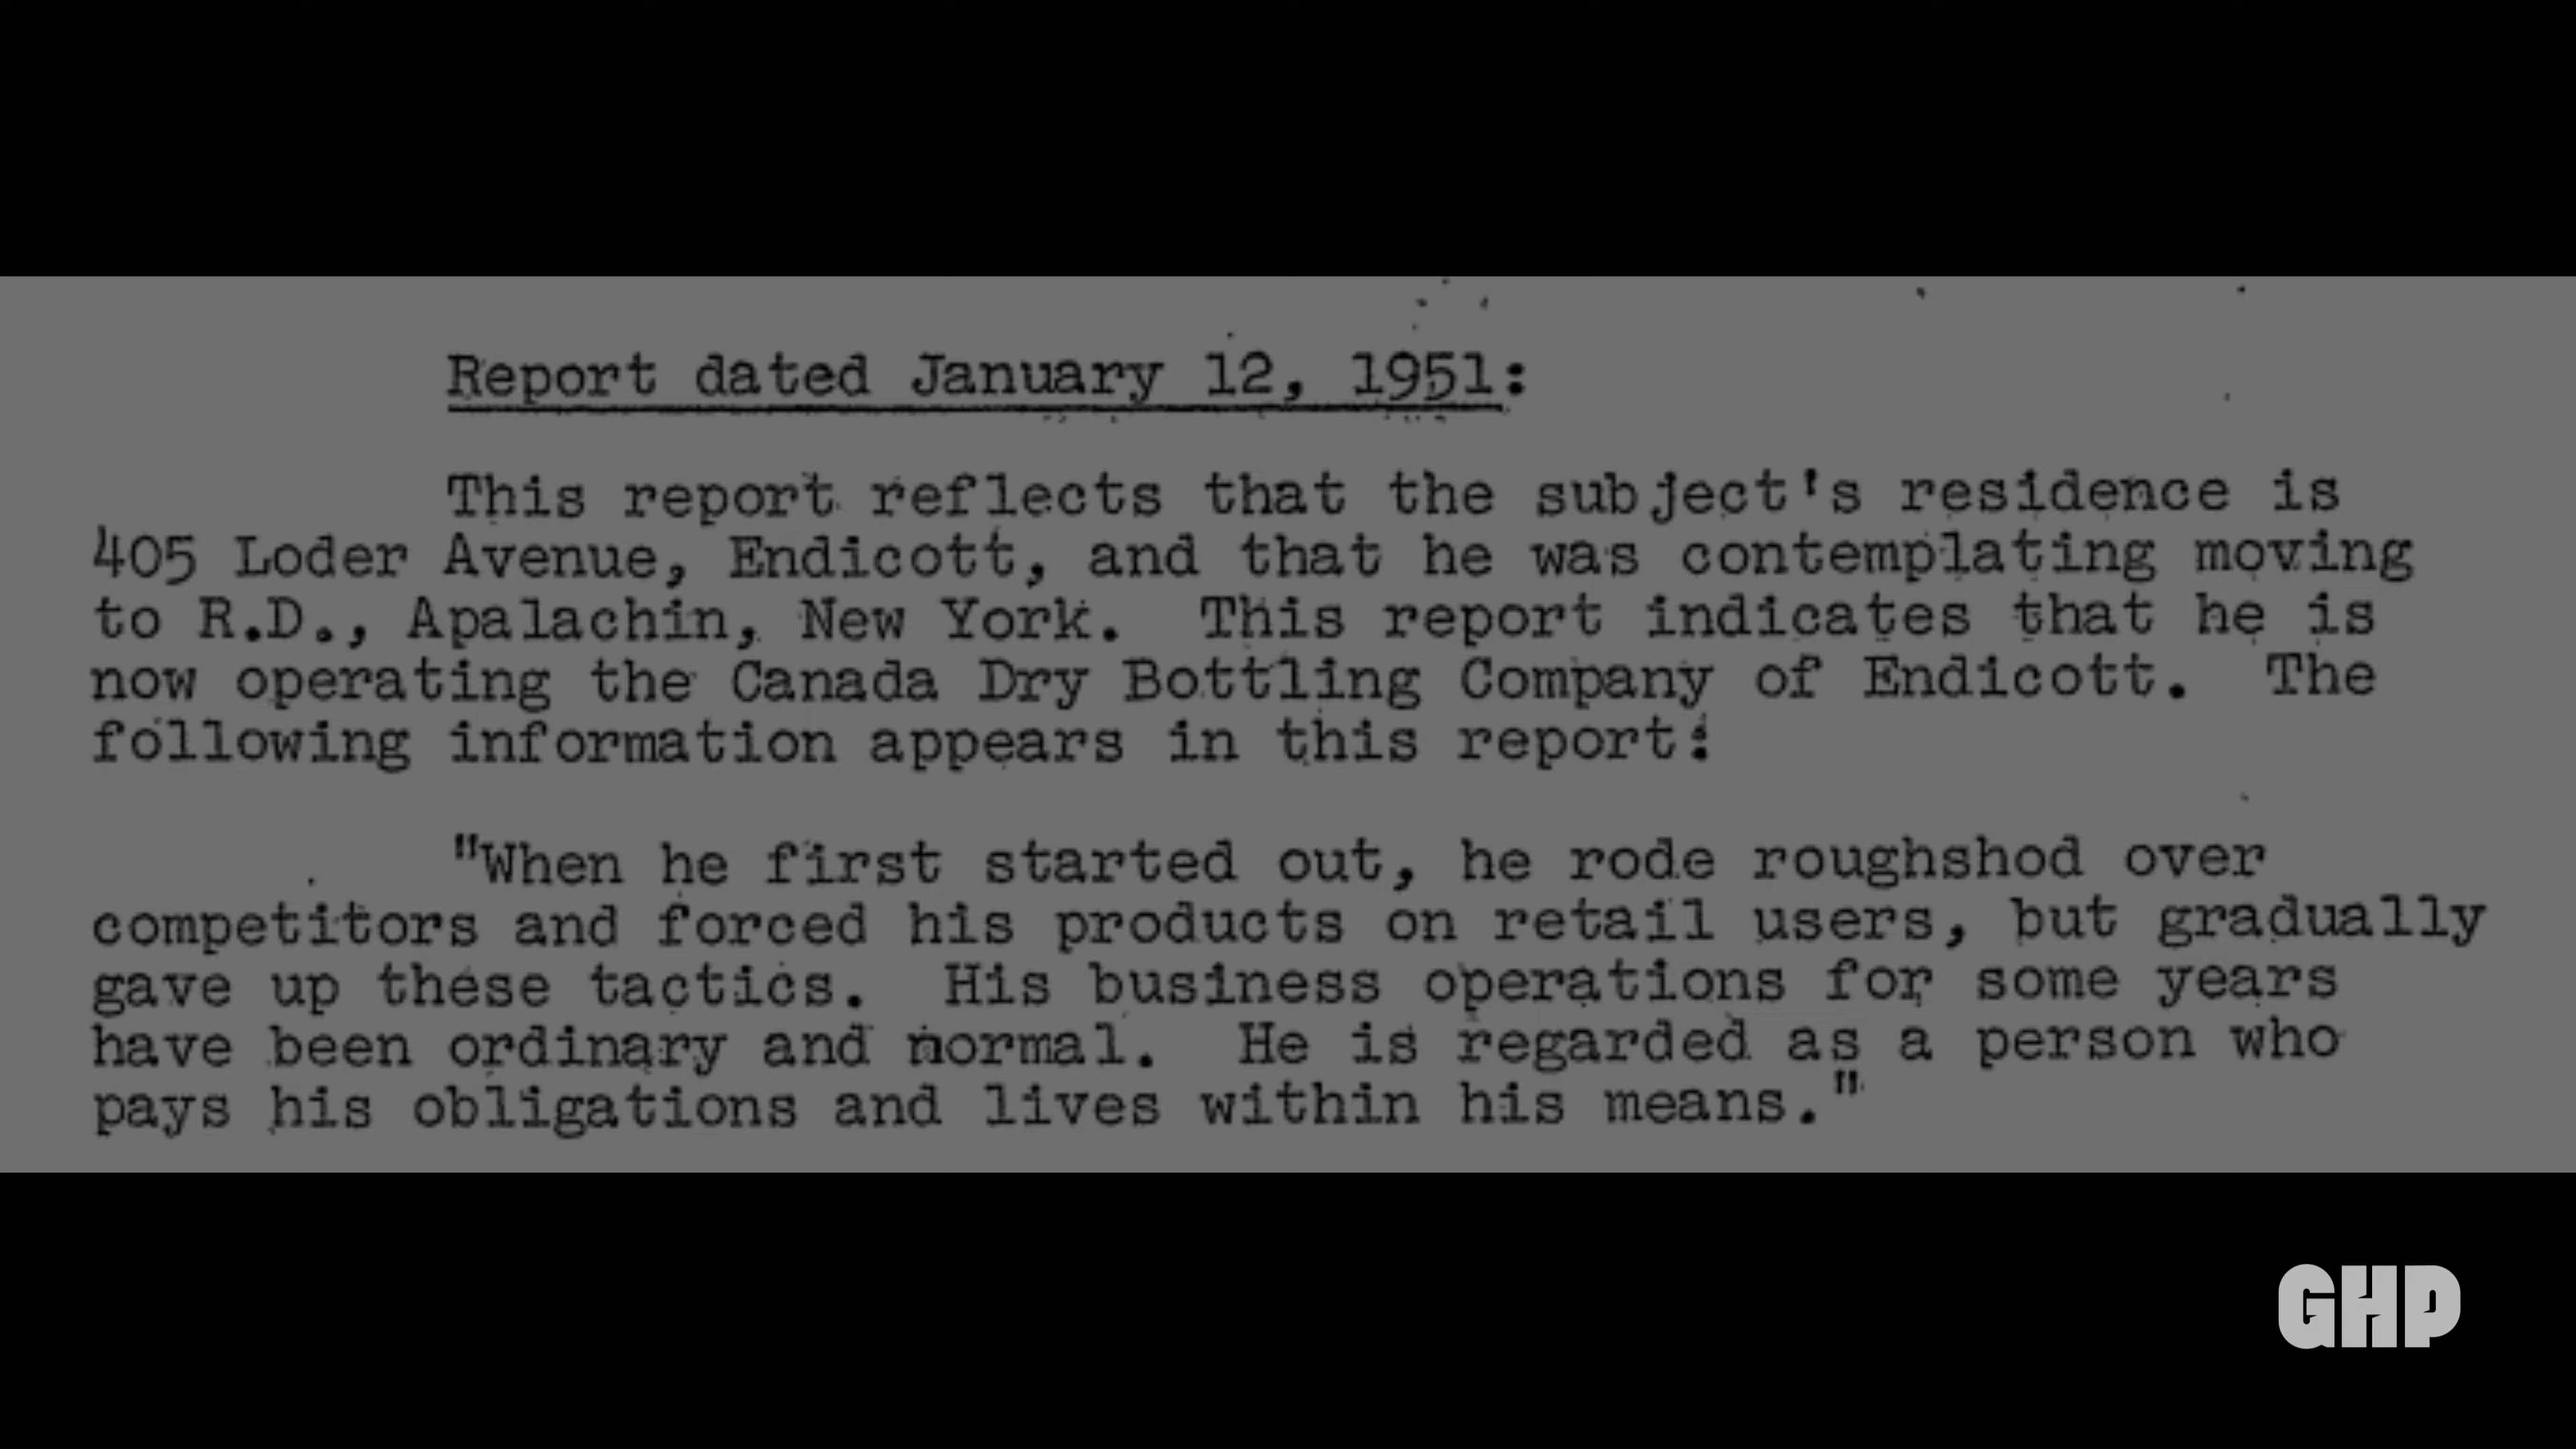 Report dated January 12, 1951:
This report reflects that the subject's residence is
405 Loder Avenue, Endicott, and that he was contemplating moving
to R.D., Apalachin, New York. This report indicates that he is
now operating the Canada Dry Bottling Company of Endicott. The
following information appears in this report:
"When he first started out, he rode roughshod over
competitors and forced his products on retail users, but gradually
gave up these tactics. His business operations for some years
have been ordinary and normal. He is regarded as a person who
pays his obligations and lives within his means."
GHP